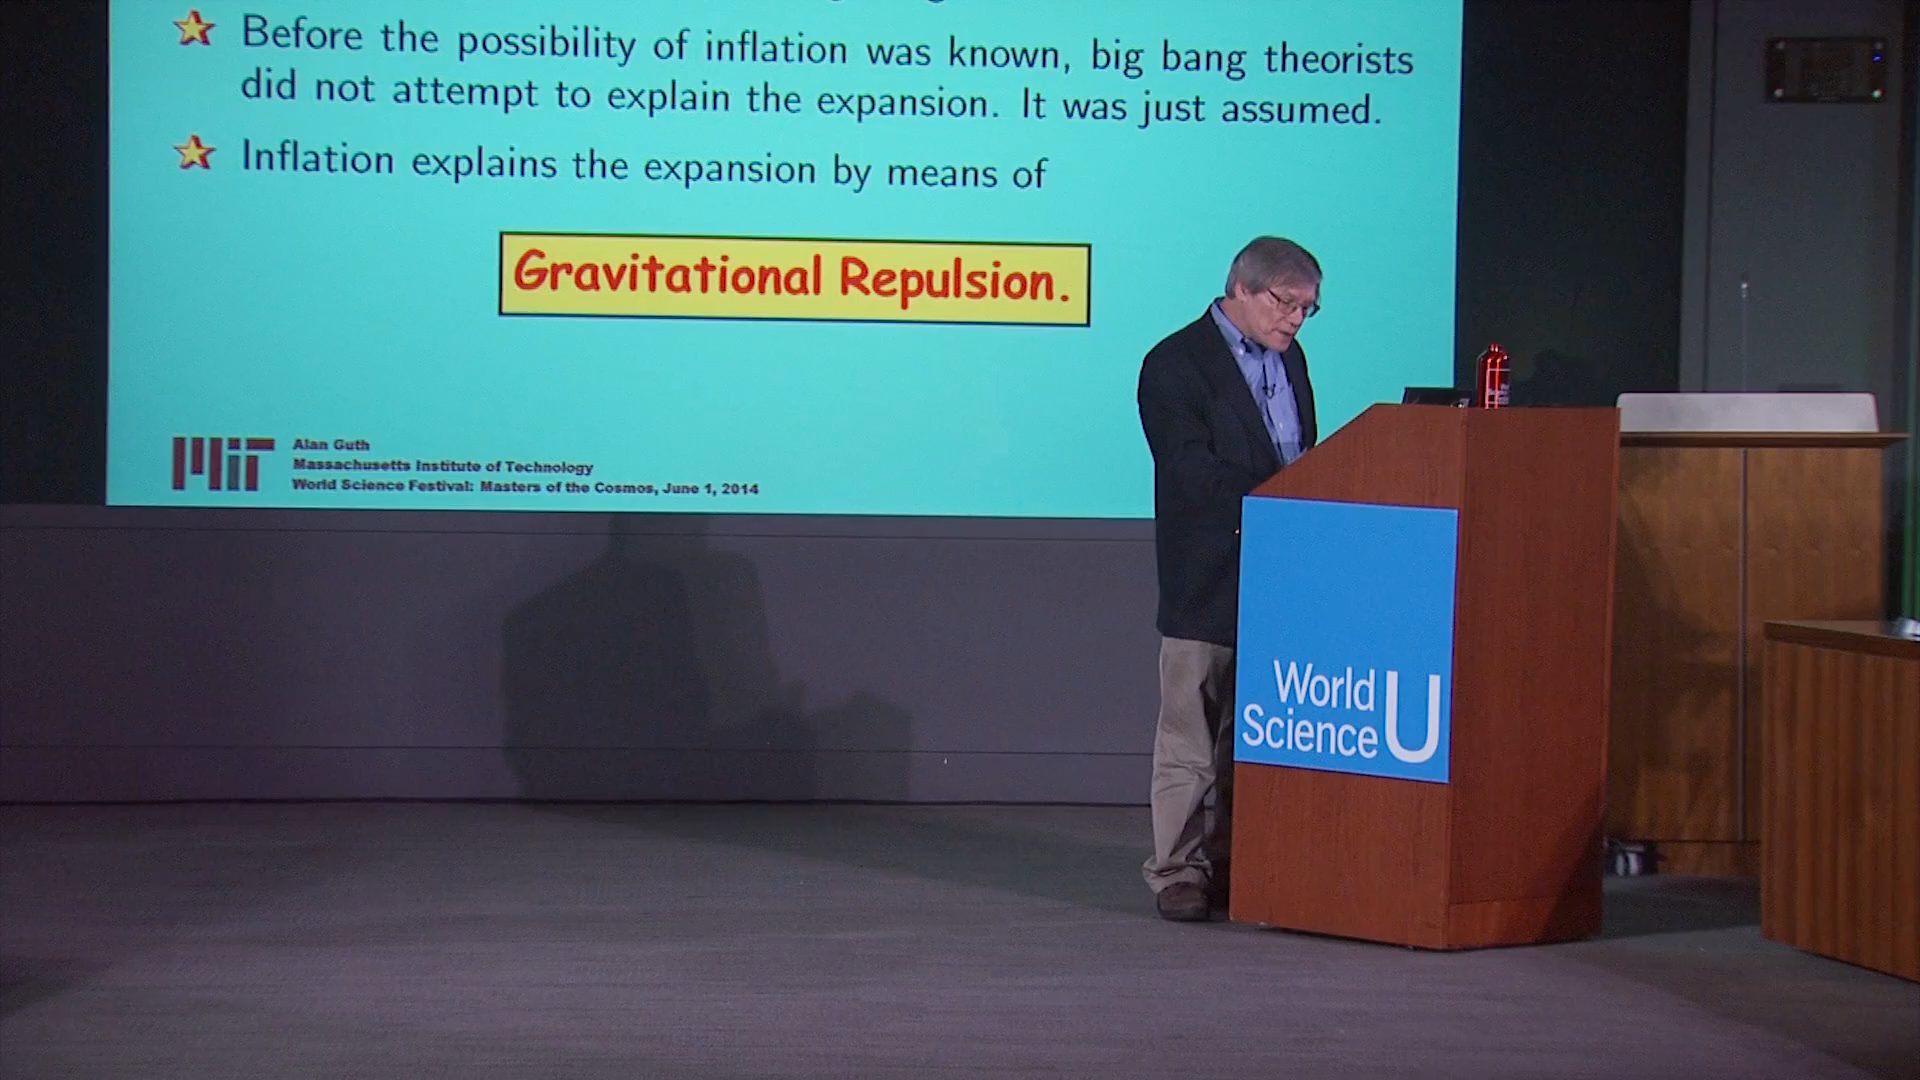 Before the possibility of inflation was known, big bang theorists
did not attempt to explain the expansion. It was just assumed.
Inflation explains the expansion by means of
Gravitational Repulsion.
MIT
Alan Guth
Massachusetts Institute of Technology
World Science Festival: Masters of the Cosmos, June 1, 2014
World
Science U